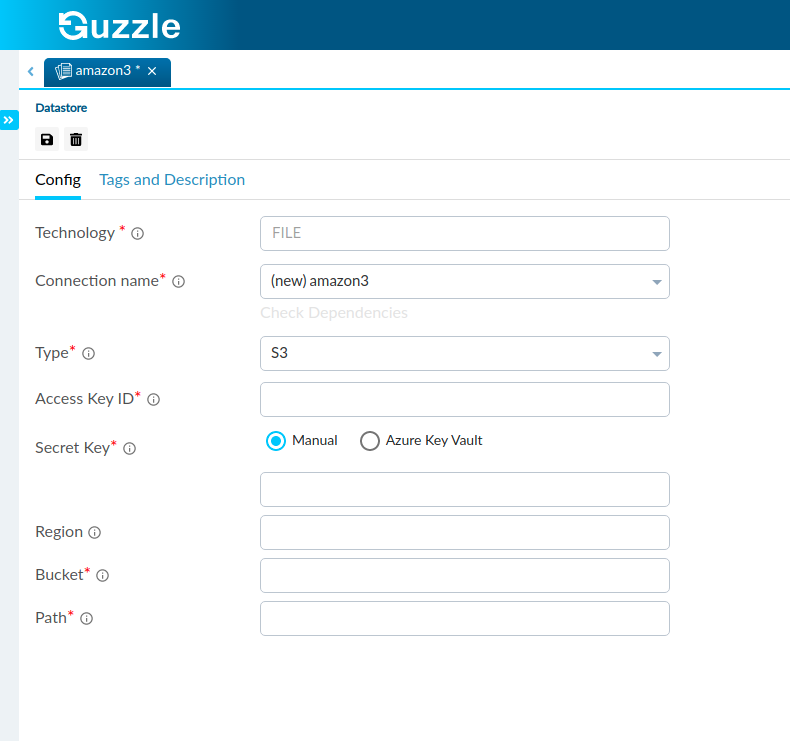 Guzzle
amazon3 *
Datastore
Config Tags and Description
Technology * FILE
Connection name* (new) amazon3
Check Dependencies
Type* S3
Access Key ID*
Secret Key* Manual Azure Key Vault
Region
Bucket*
Path*